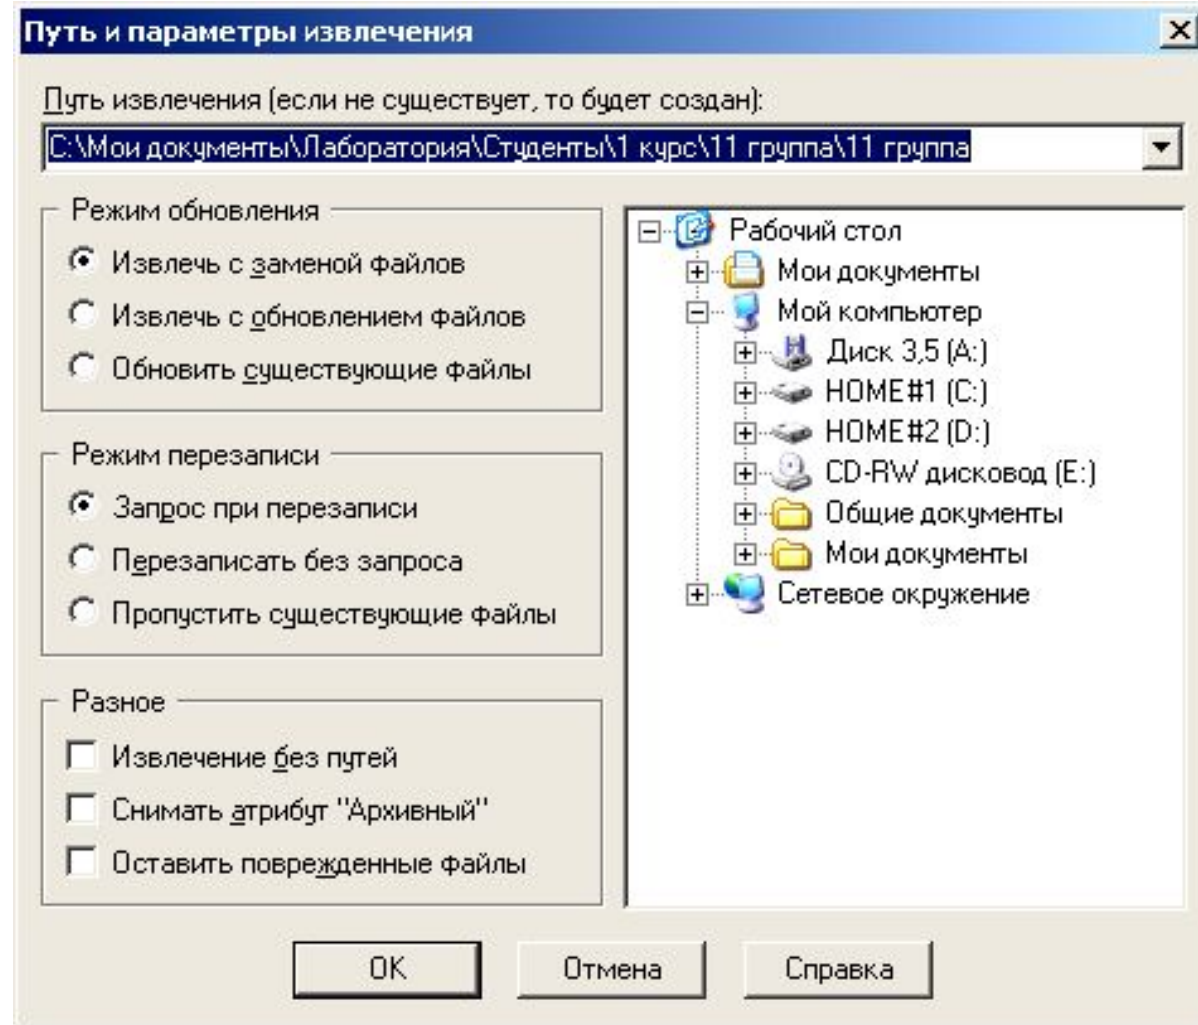 Путь и параметры извлечения
Путь извлечения (если не существует, то будет создан):
C:\Мои документы\Лаборатория\Студенты\1 курс\11 группа\11 группа
Режим обновления
Извлечь с заменой файлов
Извлечь с обновлением файлов
Обновить существующие файлы
Режим перезаписи
Запрос при перезаписи
Перезаписать без запроса
Пропустить существующие файлы
Разное
Извлечение без путей
Снимать атрибут "Архивный"
Оставить поврежденные файлы
Рабочий стол
Мои документы
Мой компьютер
Диск 3,5 (A:)
HOME#1 (C:)
HOME#2 (D:)
CD-RW дисковод (E:)
Общие документы
Мои документы
Сетевое окружение
OK
Отмена
Справка